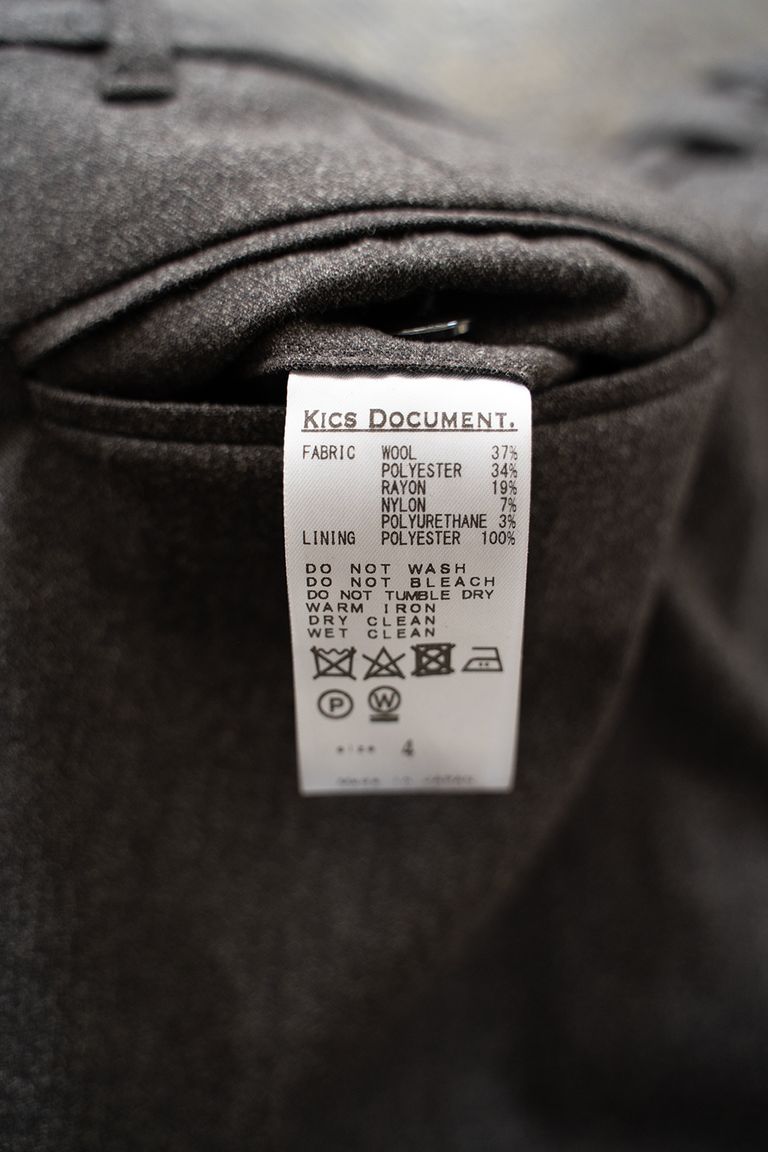 KICS DOCUMENT.
FABRIC WOOL 37%
POLYESTER 34%
RAYON 19%
NYLON 7%
POLYURETHANE 3%
LINING POLYESTER 100%
DO NOT WASH
DO NOT BLEACH
DO NOT TUMBLE DRY
WARM IRON
DRY CLEAN
WET CLEAN
P W
size 4